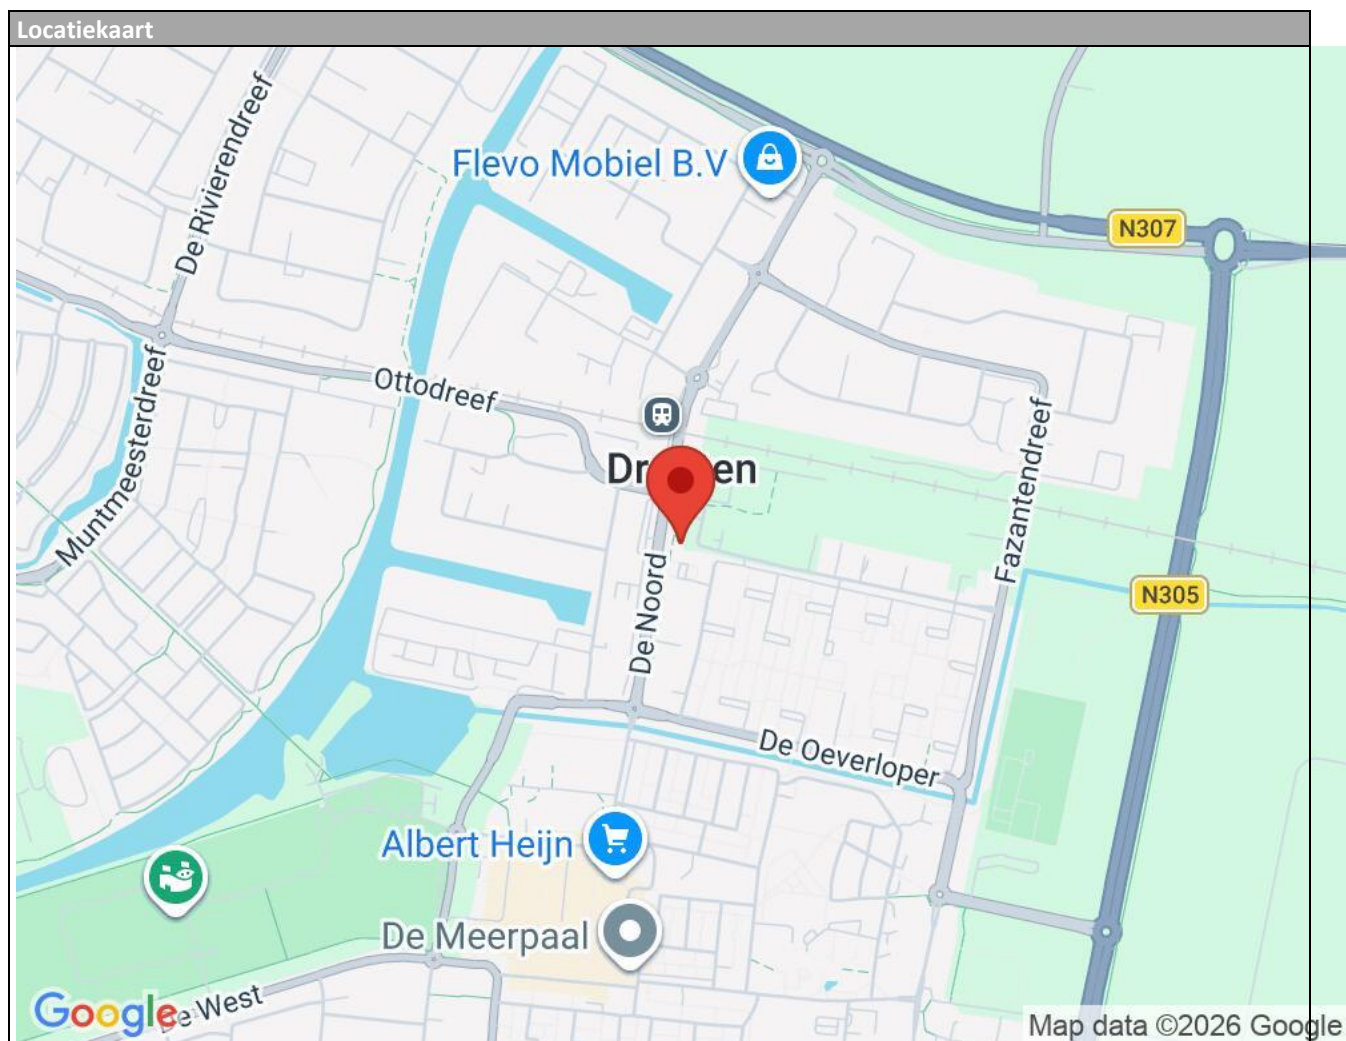 Locatiekaart
De Rivierendreef
Flevo Mobiel B.V
N307
Ottodreef
Muntmeesterdreef
Fazantendreef
N305
De Noord
De Oeverloper
Albert Heijn
De Meerpaal
Google
West
Map data ©2026 Google